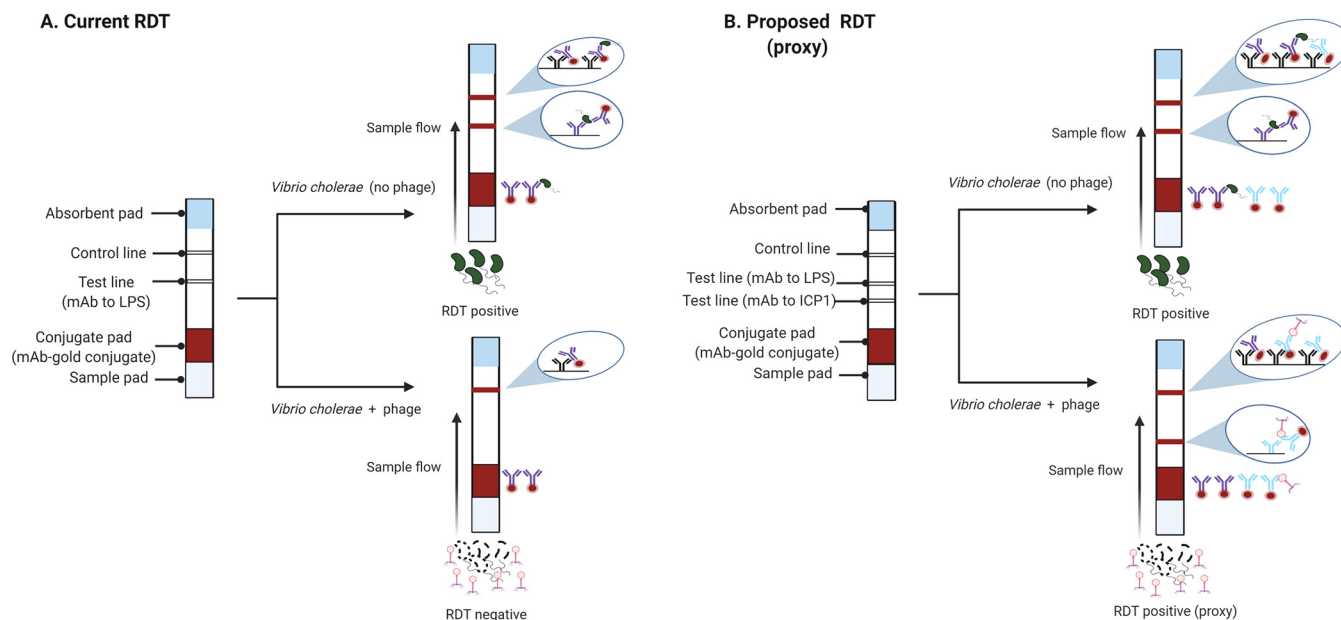 A. Current RDT
Sample flow
Vibrio cholerae (no phage)
Absorbent pad
Control line
Test line
(mAb to LPS)
Conjugate pad
(mAb-gold conjugate)
Sample pad
RDT positive
Vibrio cholerae + phage
Sample flow
RDT negative
B. Proposed RDT
(proxy)
Sample flow
Vibrio cholerae (no phage)
Absorbent pad
Control line
Test line (mAb to LPS)
Test line (mAb to ICP1)
Conjugate pad
(mAb-gold conjugate)
Sample pad
RDT positive
Vibrio cholerae + phage
Sample flow
RDT positive (proxy)